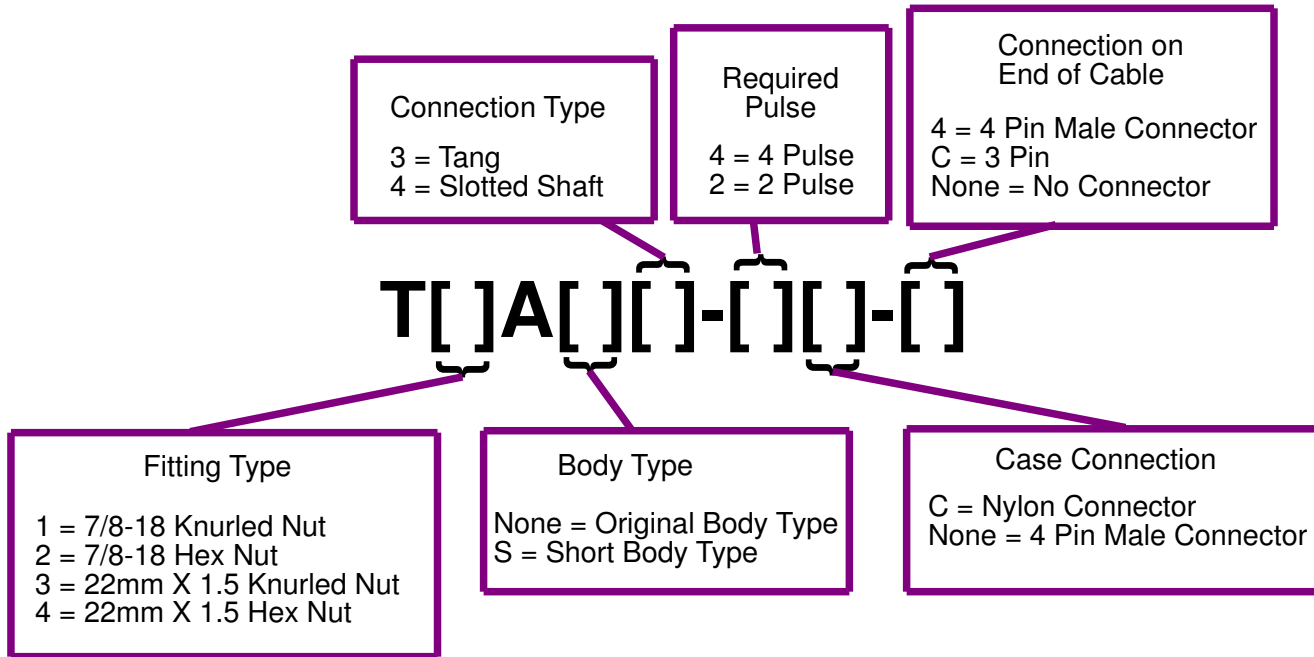 Connection Type
3 = Tang
4 = Slotted Shaft
Required
Pulse
4 = 4 Pulse
2 = 2 Pulse
Connection on
End of Cable
4 = 4 Pin Male Connector
C = 3 Pin
None = No Connector
T[ ]A[ ][ ]-[ ][ ]-[ ]
Fitting Type
1 = 7/8-18 Knurled Nut
2 = 7/8-18 Hex Nut
3 = 22mm X 1.5 Knurled Nut
4 = 22mm X 1.5 Hex Nut
Body Type
None = Original Body Type
S = Short Body Type
Case Connection
C = Nylon Connector
None = 4 Pin Male Connector